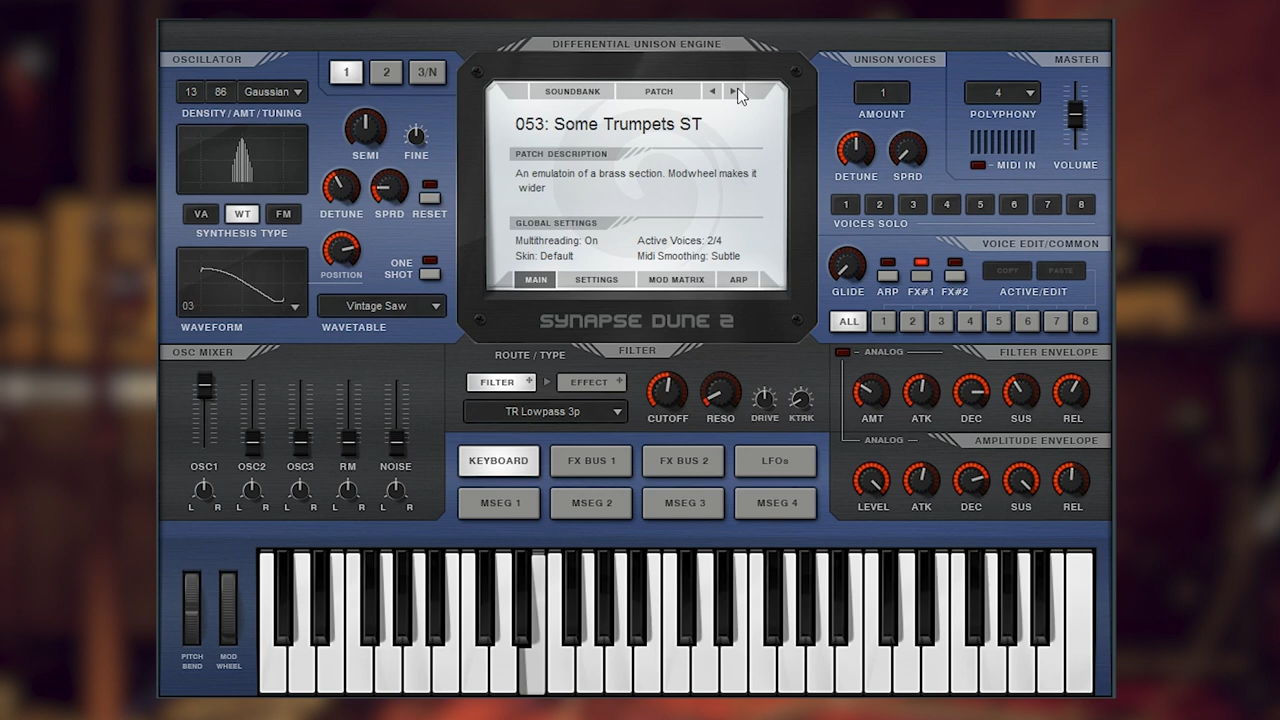 DIFFERENTIAL UNISON ENGINE
OSCILLATOR
13 86 Gaussian
DENSITY / AMT / TUNING
1 2 3/N
SEMI FINE
VA WT FM
SYNTHESIS TYPE
DETUNE SPRD RESET
POSITION
ONE SHOT
03
WAVEFORM
Vintage Saw
WAVETABLE
SOUNDBANK PATCH
053: Some Trumpets ST
PATCH DESCRIPTION
An emulatoin of a brass section. Modwheel makes it
wider
GLOBAL SETTINGS
Multithreading: On Active Voices: 2/4
Skin: Default Midi Smoothing: Subtle
MAIN SETTINGS MOD MATRIX ARP
SYNAPSE DUNE 2
UNISON VOICES MASTER
1
AMOUNT
4
POLYPHONY
DETUNE SPRD
- MIDI IN VOLUME
1 2 3 4 5 6 7 8
VOICES SOLO
VOICE EDIT/COMMON
COPY PASTE
GLIDE ARP FX#1 FX#2 ACTIVE/EDIT
ALL 1 2 3 4 5 6 7 8
OSC MIXER
OSC1 OSC2 OSC3 RM NOISE
L R L R L R L R L R
FILTER
ROUTE / TYPE
FILTER EFFECT
TR Lowpass 3p
CUTOFF RESO DRIVE KTRK
ANALOG FILTER ENVELOPE
AMT ATK DEC SUS REL
ANALOG AMPLITUDE ENVELOPE
LEVEL ATK DEC SUS REL
KEYBOARD FX BUS 1 FX BUS 2 LFOs
MSEG 1 MSEG 2 MSEG 3 MSEG 4
PITCH BEND
MOD WHEEL